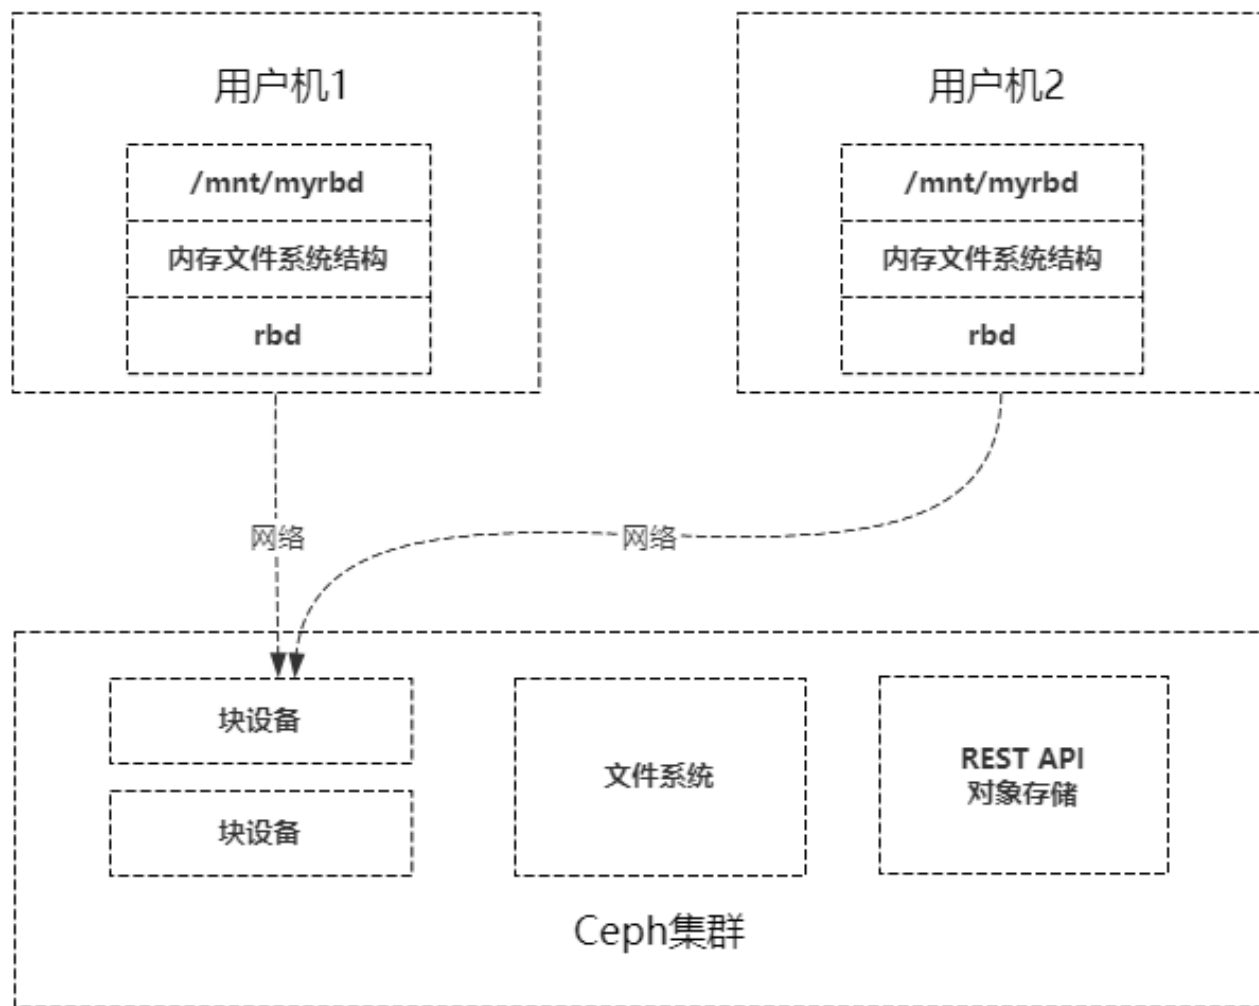 用户机1
用户机2
/mnt/myrbd
/mnt/myrbd
内存文件系统结构
内存文件系统结构
rbd
rbd
网络
网络
块设备
块设备
文件系统
REST API
对象存储
Ceph集群